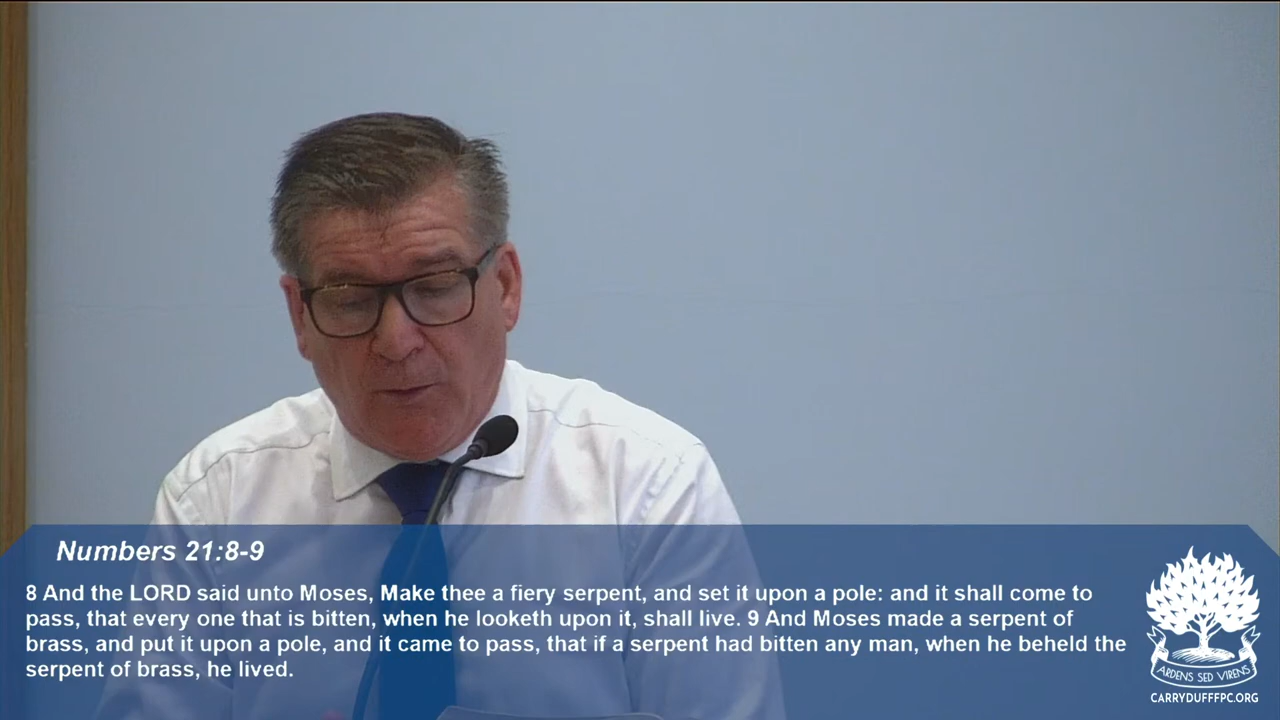 Numbers 21:8-9
8 And the LORD said unto Moses, Make thee a fiery serpent, and set it upon a pole: and it shall come to
pass, that every one that is bitten, when he looketh upon it, shall live. 9 And Moses made a serpent of
brass, and put it upon a pole, and it came to pass, that if a serpent had bitten any man, when he beheld the
serpent of brass, he lived.
ARDENS SED VIRENS
CARRYDUFFFPC.ORG